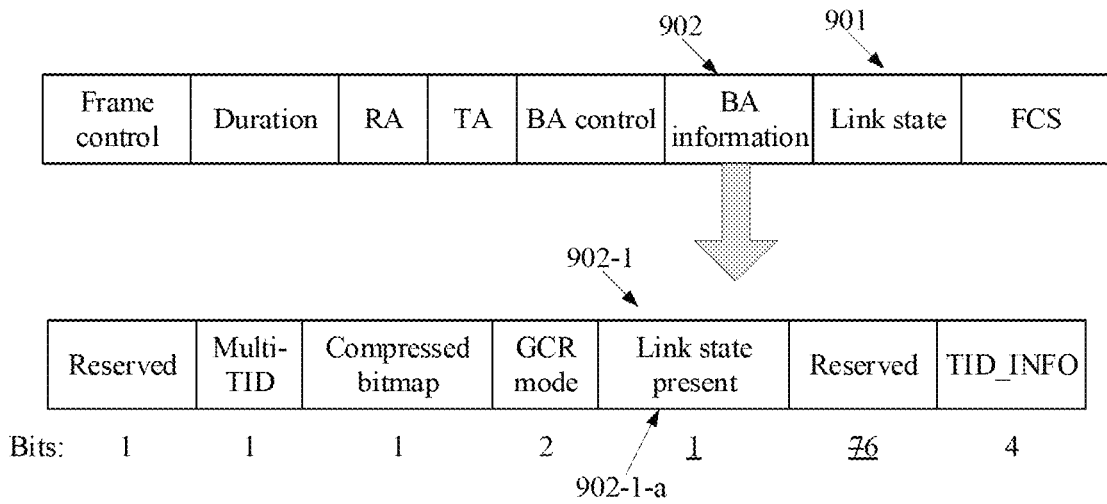 902 901
Frame control Duration RA TA BA control BA information Link state FCS
902-1
Reserved Multi-TID Compressed bitmap GCR mode Link state present Reserved TID_INFO
Bits: 1 1 1 2 1 76 4
902-1-a